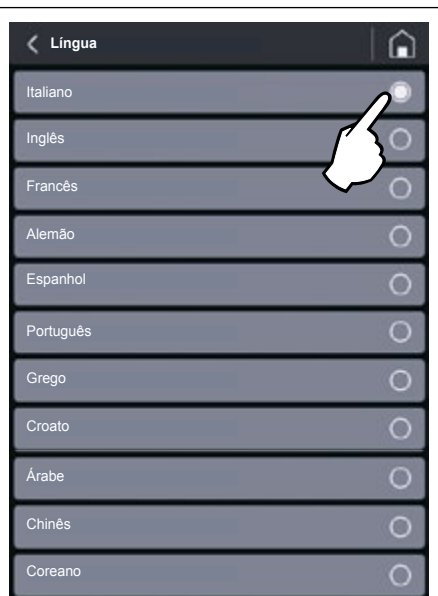 Língua
Italiano
Inglês
Francês
Alemão
Espanhol
Português
Grego
Croato
Árabe
Chinês
Coreano